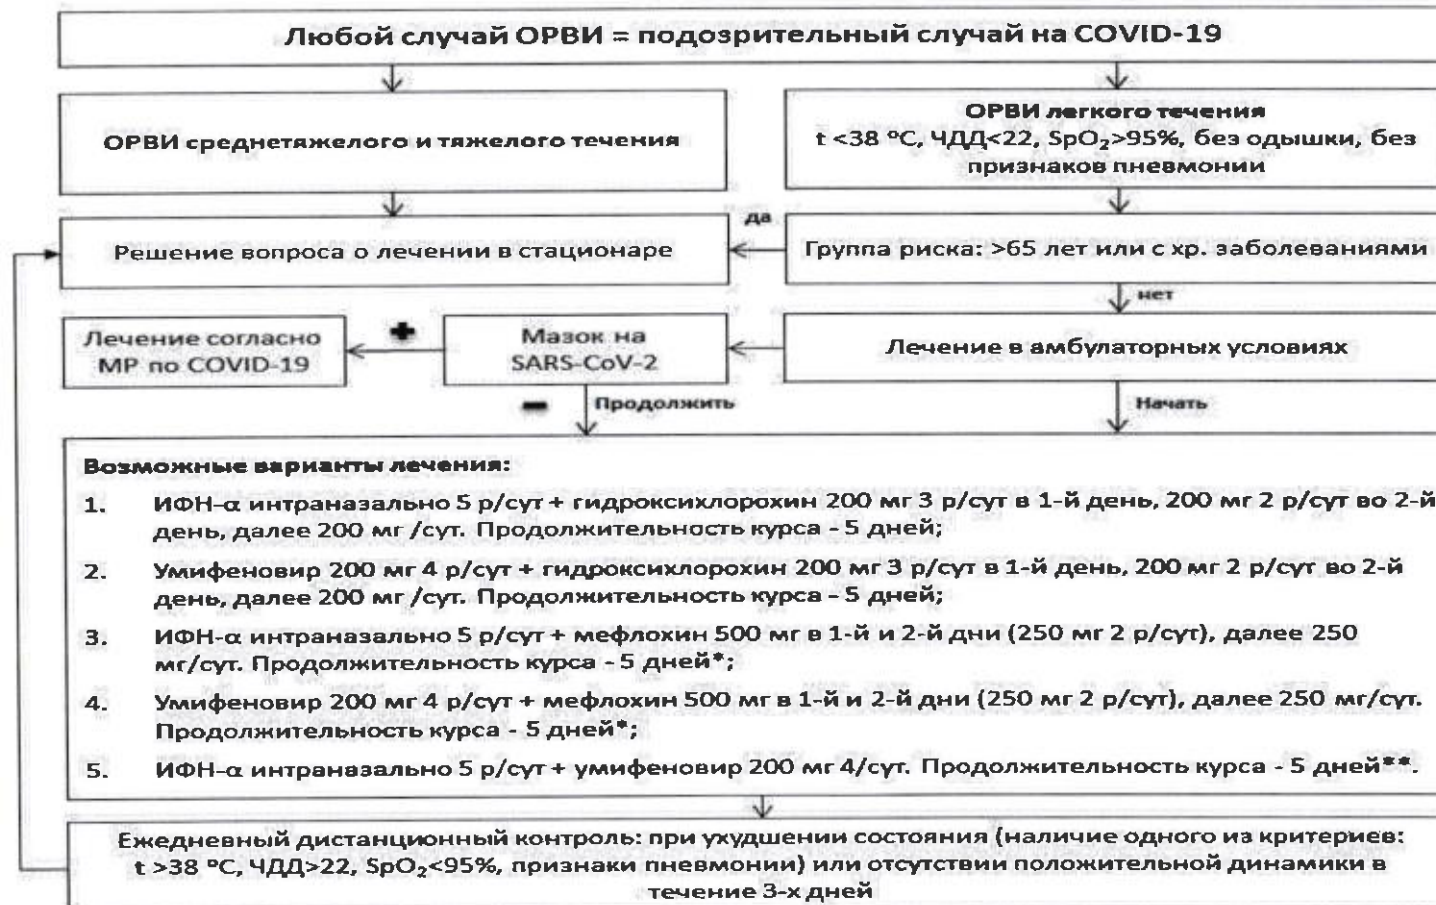 Любой случай ОРВИ = подозрительный случай на COVID-19
ОРВИ среднетяжелого и тяжелого течения
ОРВИ легкого течения
t <38 °C, ЧДД<22, SpO₂>95%, без одышки, без
признаков пневмонии
Решение вопроса о лечении в стационаре
да
Группа риска: >65 лет или с хр. заболеваниями
нет
Лечение согласно
МР по COVID-19
+
Мазок на
SARS-CoV-2
Лечение в амбулаторных условиях
– Продолжить
Начать
Возможные варианты лечения:
1. ИФН-α интраназально 5 р/сут + гидроксихлорохин 200 мг 3 р/сут в 1-й день, 200 мг 2 р/сут во 2-й
день, далее 200 мг /сут. Продолжительность курса - 5 дней;
2. Умифеновир 200 мг 4 р/сут + гидроксихлорохин 200 мг 3 р/сут в 1-й день, 200 мг 2 р/сут во 2-й
день, далее 200 мг /сут. Продолжительность курса - 5 дней;
3. ИФН-α интраназально 5 р/сут + мефлохин 500 мг в 1-й и 2-й дни (250 мг 2 р/сут), далее 250
мг/сут. Продолжительность курса - 5 дней*;
4. Умифеновир 200 мг 4 р/сут + мефлохин 500 мг в 1-й и 2-й дни (250 мг 2 р/сут), далее 250 мг/сут.
Продолжительность курса - 5 дней*;
5. ИФН-α интраназально 5 р/сут + умифеновир 200 мг 4/сут. Продолжительность курса - 5 дней**.
Ежедневный дистанционный контроль: при ухудшении состояния (наличие одного из критериев:
t >38 °C, ЧДД>22, SpO₂<95%, признаки пневмонии) или отсутствии положительной динамики в
течение 3-х дней